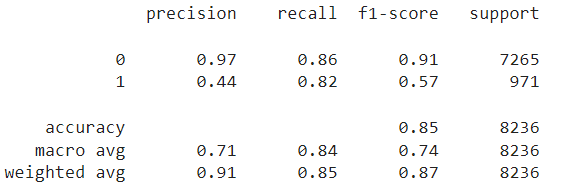 precision recall f1-score support
0 0.97 0.86 0.91 7265
1 0.44 0.82 0.57 971
accuracy 0.85 8236
macro avg 0.71 0.84 0.74 8236
weighted avg 0.91 0.85 0.87 8236